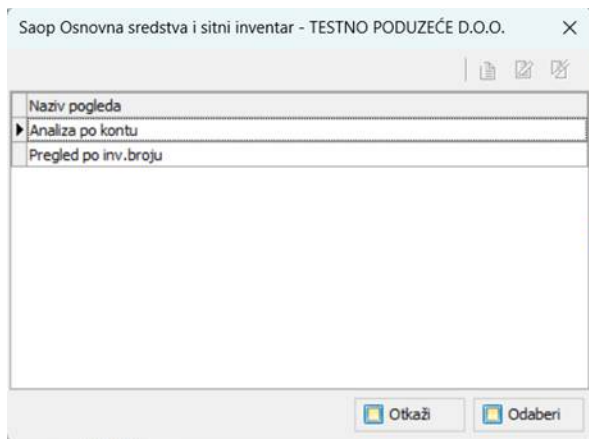 Saop Osnovna sredstva i sitni inventar - TESTNO PODUZEĆE D.O.O.
Naziv pogleda
Analiza po kontu
Pregled po inv.broju
Otkaži
Odaberi